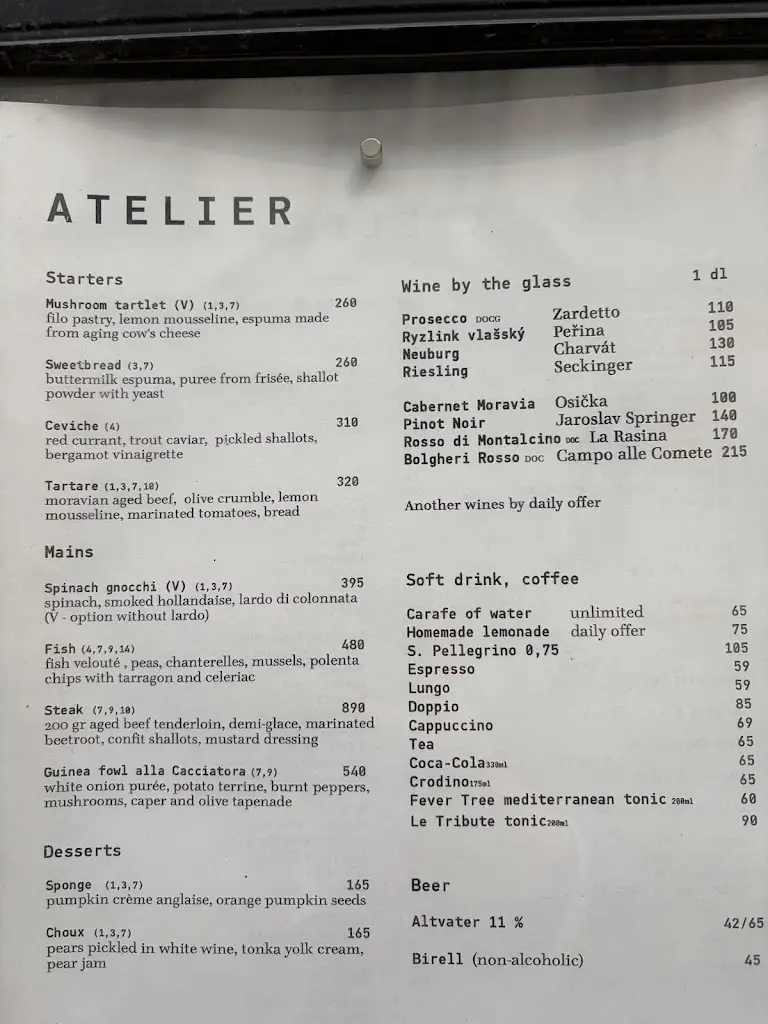 ATELIER
Starters
Mushroom tartlet (V) (1,3,7) 260
filo pastry, lemon mousseline, espuma made
from aging cow's cheese
Sweetbread (3,7) 260
buttermilk espuma, puree from frisée, shallot
powder with yeast
Ceviche (4) 310
red currant, trout caviar, pickled shallots,
bergamot vinaigrette
Tartare (1,3,7,10) 320
moravian aged beef, olive crumble, lemon
mousseline, marinated tomatoes, bread
Mains
Spinach gnocchi (V) (1,3,7) 395
spinach, smoked hollandaise, lardo di colonnata
(V - option without lardo)
Fish (4,7,9,14) 480
fish velouté , peas, chanterelles, mussels, polenta
chips with tarragon and celeriac
Steak (7,9,10) 890
200 gr aged beef tenderloin, demi-glace, marinated
beetroot, confit shallots, mustard dressing
Guinea fowl alla Cacciatora (7,9) 540
white onion purée, potato terrine, burnt peppers,
mushrooms, caper and olive tapenade
Desserts
Sponge (1,3,7) 165
pumpkin crème anglaise, orange pumpkin seeds
Choux (1,3,7) 165
pears pickled in white wine, tonka yolk cream,
pear jam
Wine by the glass 1 dl
Prosecco DOCG Zardetto 110
Ryzlink vlašský Peřina 105
Neuburg Charvát 130
Riesling Seckinger 115
Cabernet Moravia Osička 100
Pinot Noir Jaroslav Springer 140
Rosso di Montalcino DOC La Rasina 170
Bolgheri Rosso DOC Campo alle Comete 215
Another wines by daily offer
Soft drink, coffee
Carafe of water unlimited 65
Homemade lemonade daily offer 75
S. Pellegrino 0,75 105
Espresso 59
Lungo 59
Doppio 85
Cappuccino 69
Tea 65
Coca-Cola 330ml 65
Crodino 175ml 65
Fever Tree mediterranean tonic 200ml 60
Le Tribute tonic 200ml 90
Beer
Altvater 11 % 42/65
Birell (non-alcoholic) 45